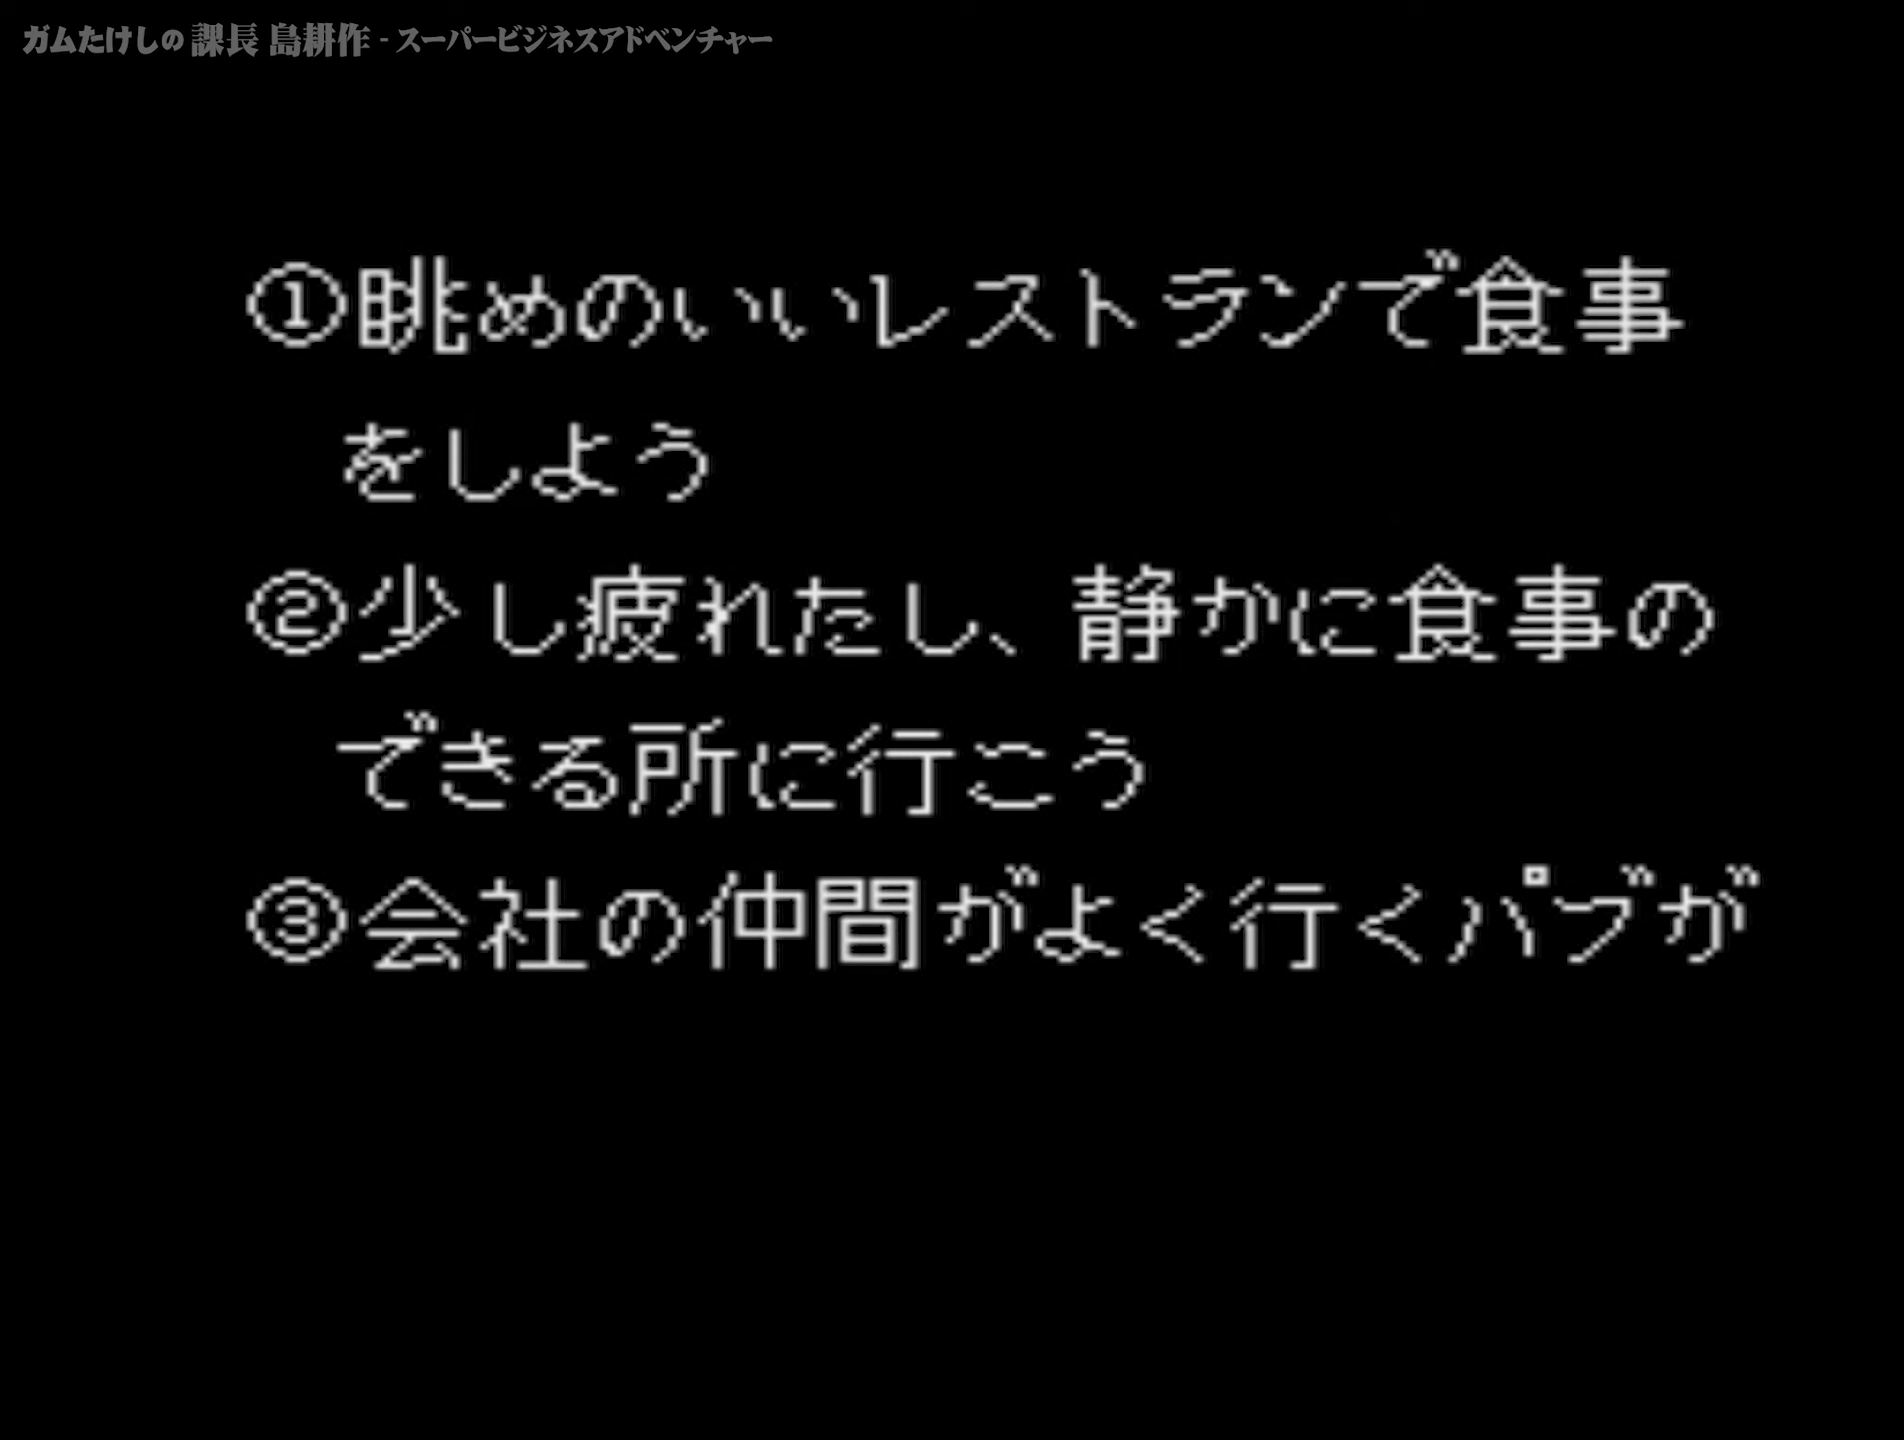 ガムたけしの 課長 島耕作 - スーパービジネスアドベンチャー
①眺めのいいレストランで食事
をしよう
②少し疲れたし、静かに食事の
できる所に行こう
③会社の仲間がよく行くパブが